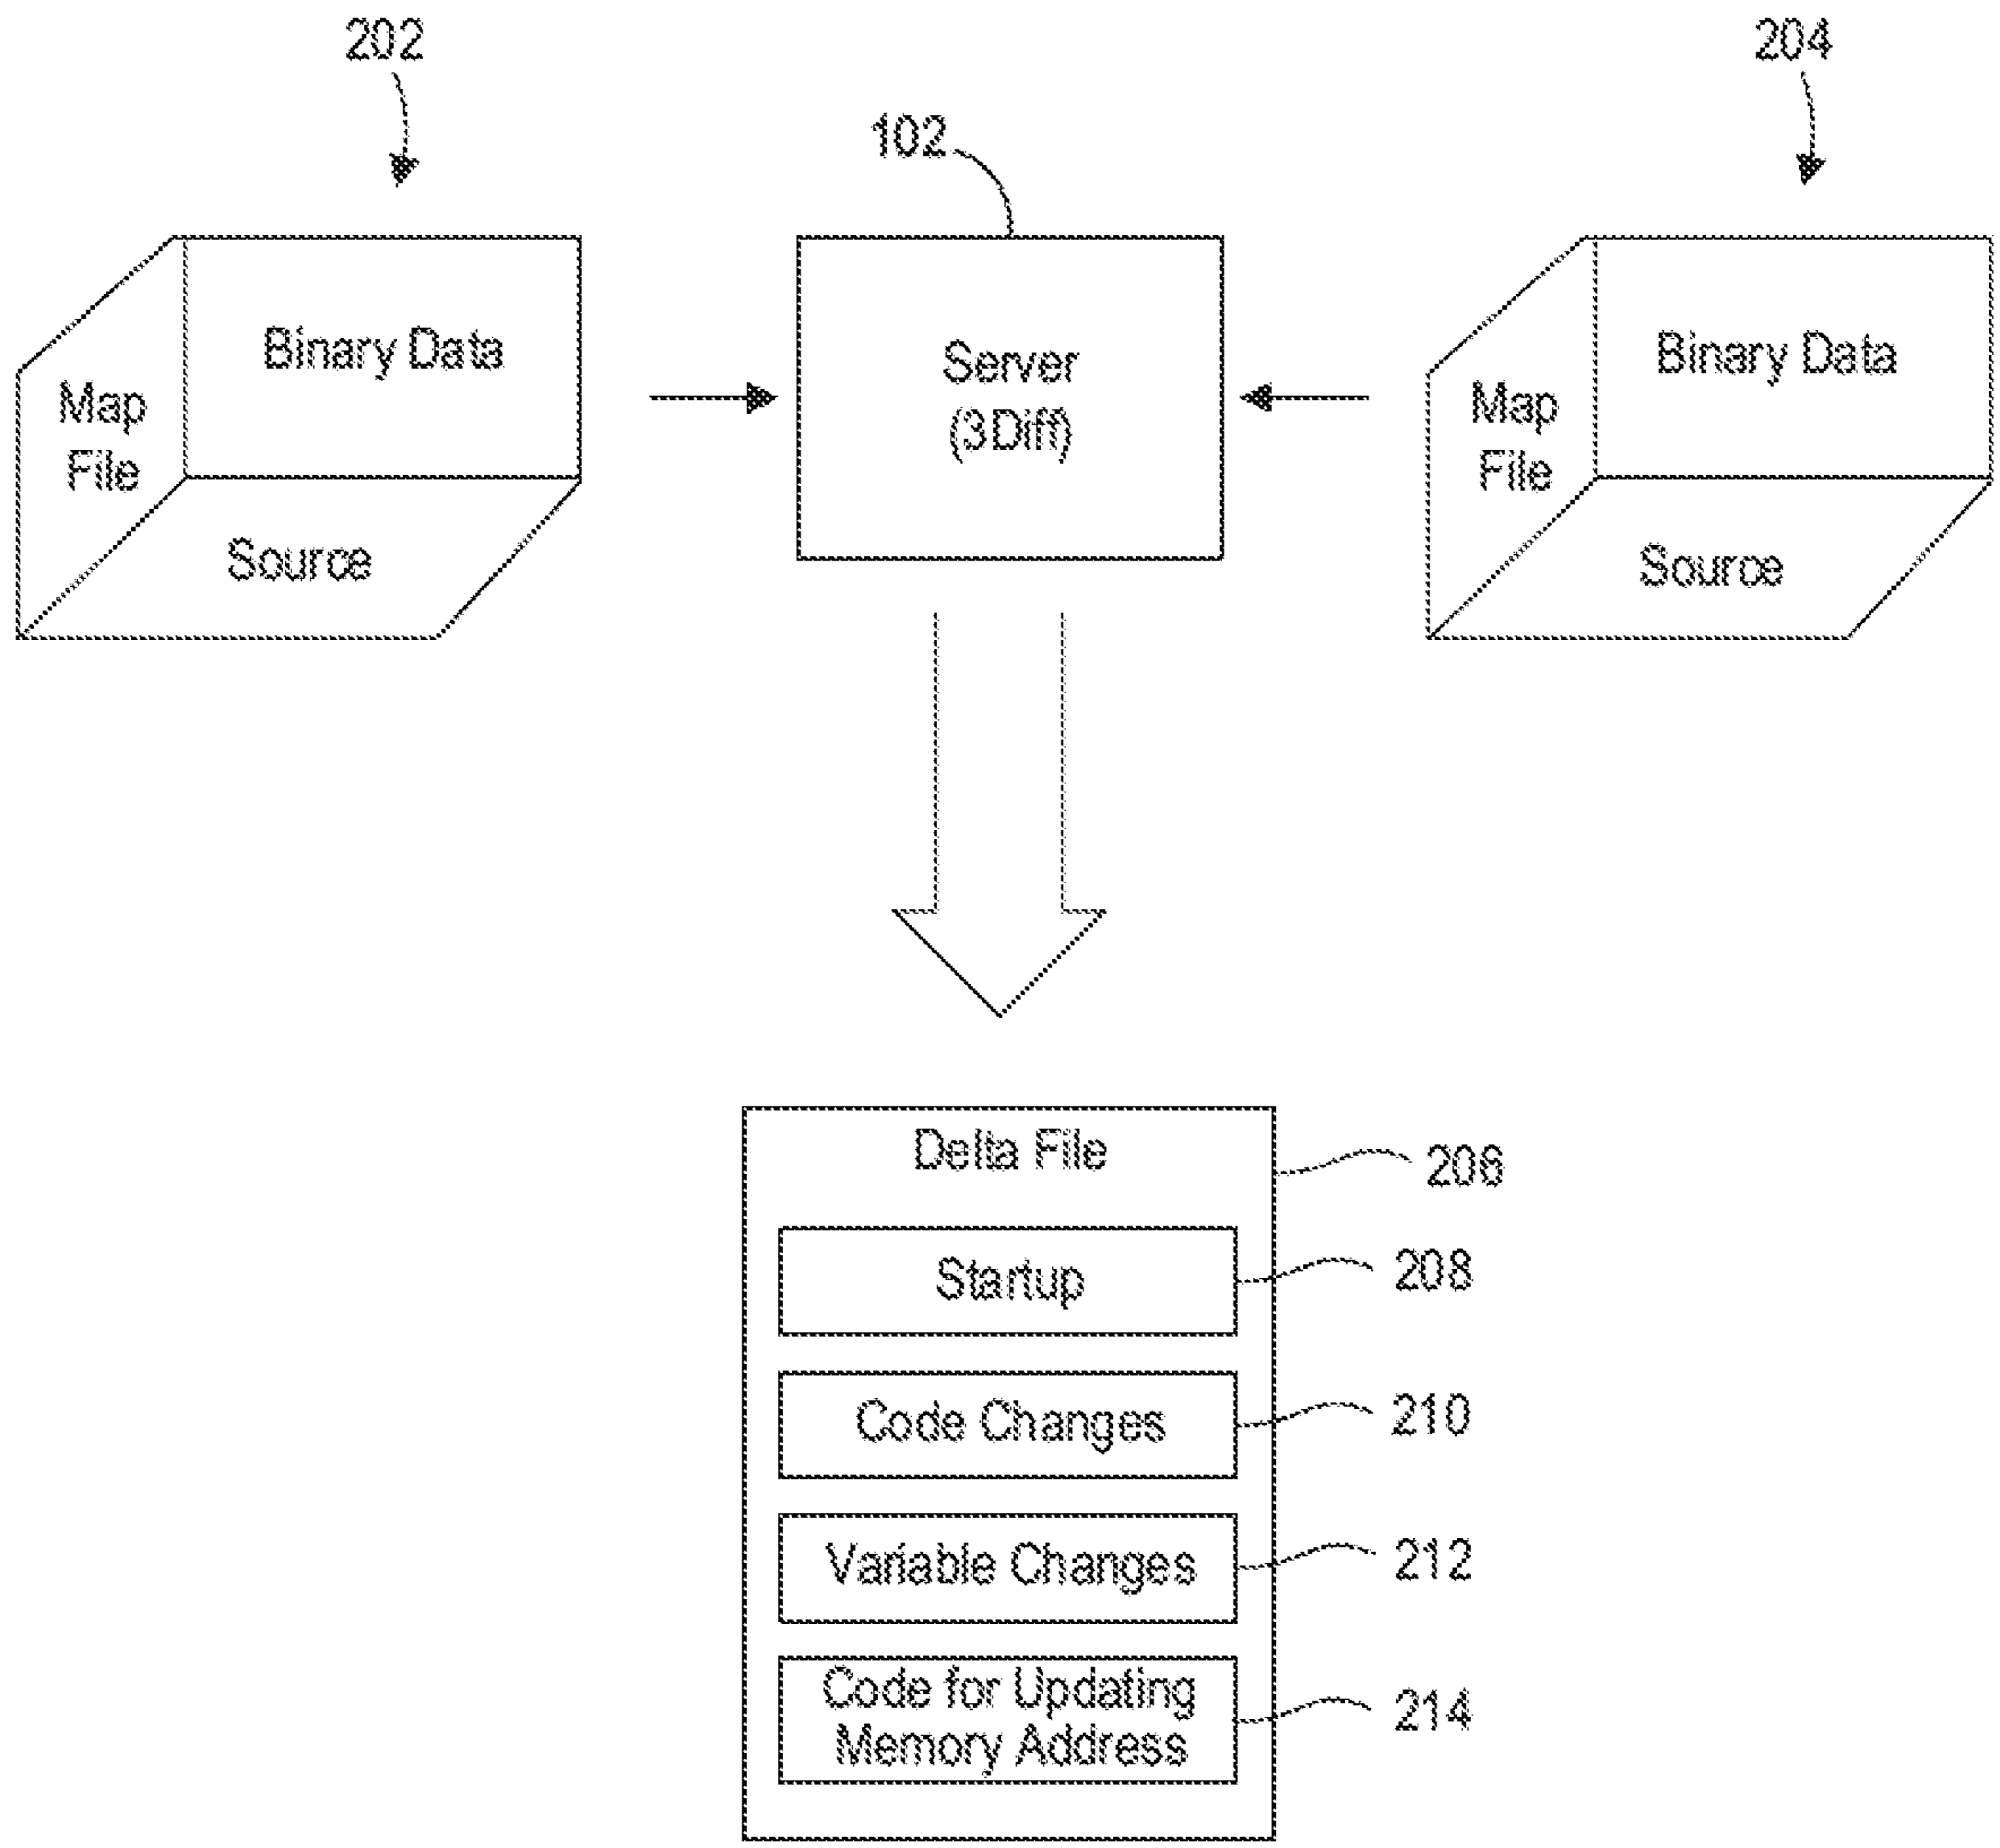 202
204
102
Binary Data
Map
File
Source
Server
(3Diff)
Binary Data
Map
File
Source
Delta File
206
Startup
208
Code Changes
210
Variable Changes
212
Code for Updating
Memory Address
214